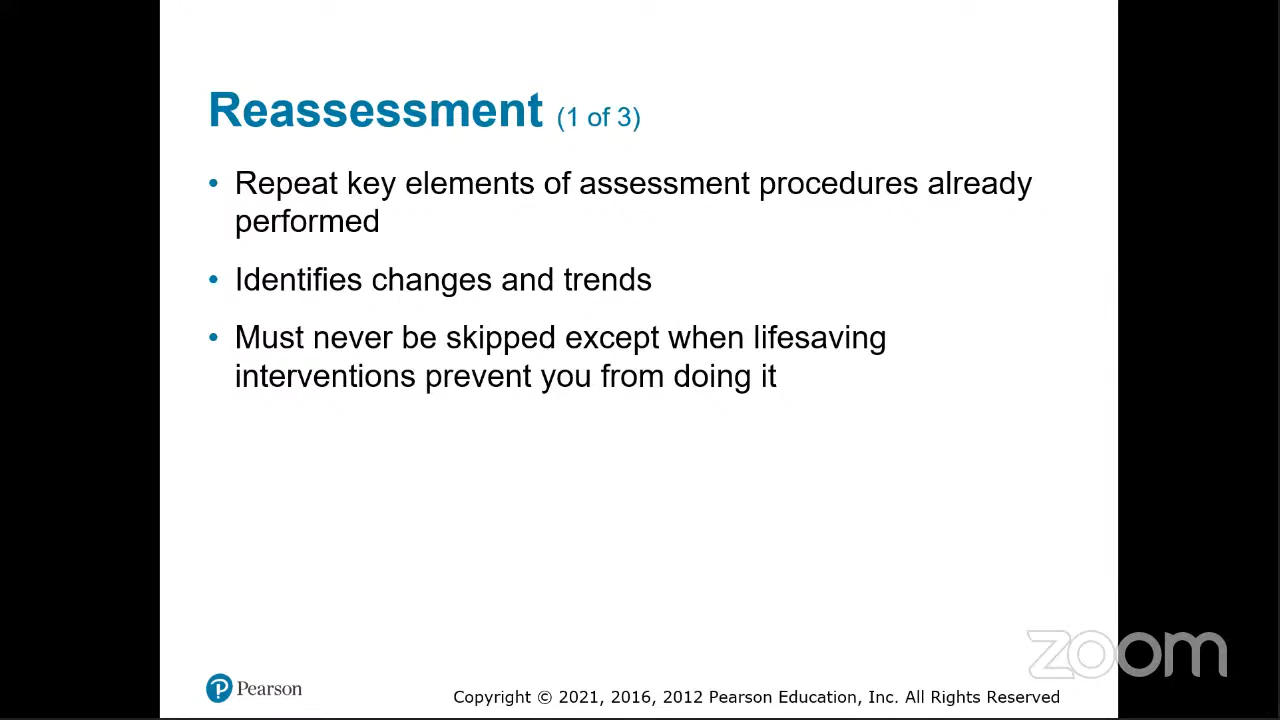 Reassessment (1 of 3)
• Repeat key elements of assessment procedures already
performed
• Identifies changes and trends
• Must never be skipped except when lifesaving
interventions prevent you from doing it
zoom
Pearson
Copyright © 2021, 2016, 2012 Pearson Education, Inc. All Rights Reserved